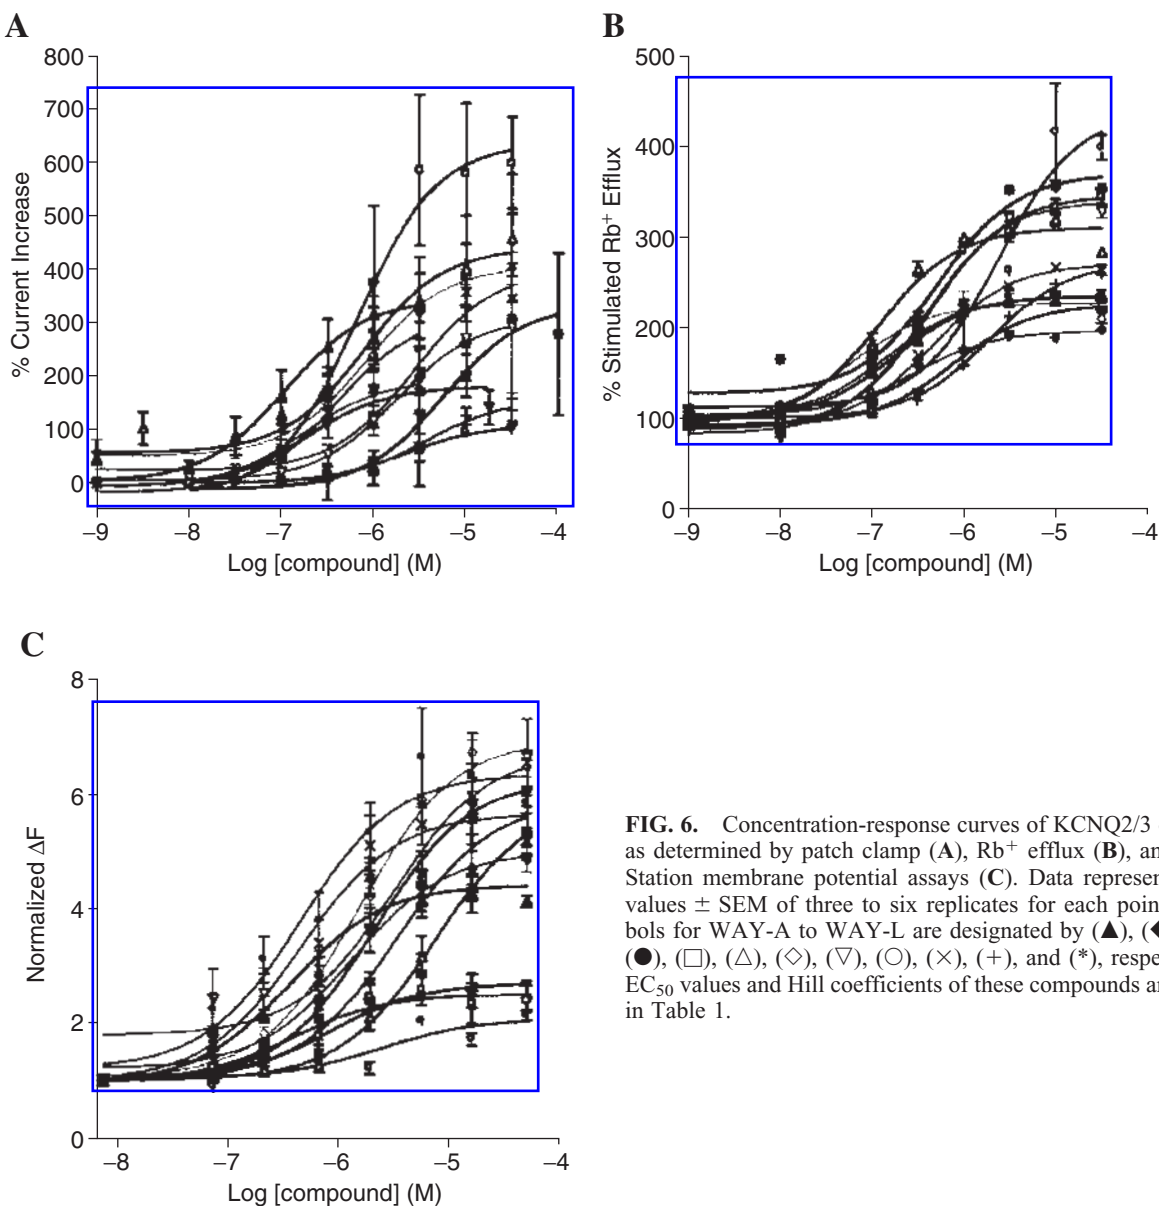 A
B
800
700
600
500
400
300
200
100
0
% Current Increase
–9
–8
–7
–6
–5
–4
Log [compound] (M)
500
400
300
200
100
0
% Stimulated Rb+ Efflux
–9
–8
–7
–6
–5
–4
Log [compound] (M)
C
8
6
4
2
0
Normalized ΔF
–8
–7
–6
–5
–4
Log [compound] (M)
FIG. 6. Concentration-response curves of KCNQ2/3
as determined by patch clamp (A), Rb+ efflux (B), an
Station membrane potential assays (C). Data represen
values ± SEM of three to six replicates for each poin
bols for WAY-A to WAY-L are designated by (▲), (◆
(●), (□), (△), (◇), (▽), (○), (×), (+), and (*), respe
EC50 values and Hill coefficients of these compounds ar
in Table 1.